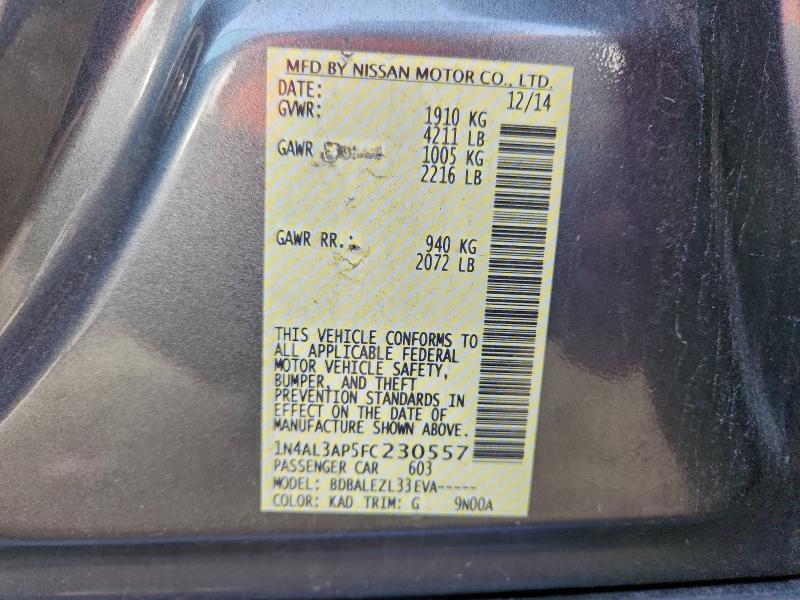 MFD BY NISSAN MOTOR CO., LTD.
DATE: 12/14
GVWR: 1910 KG
4211 LB
GAWR 1005 KG
2216 LB
GAWR RR.: 940 KG
2072 LB
THIS VEHICLE CONFORMS TO
ALL APPLICABLE FEDERAL
MOTOR VEHICLE SAFETY,
BUMPER, AND THEFT
PREVENTION STANDARDS IN
EFFECT ON THE DATE OF
MANUFACTURE SHOWN ABOVE.
1N4AL3AP5FC230557
PASSENGER CAR 603
MODEL: BDBALEZL33EVA-----
COLOR: KAD TRIM: G 9N00A